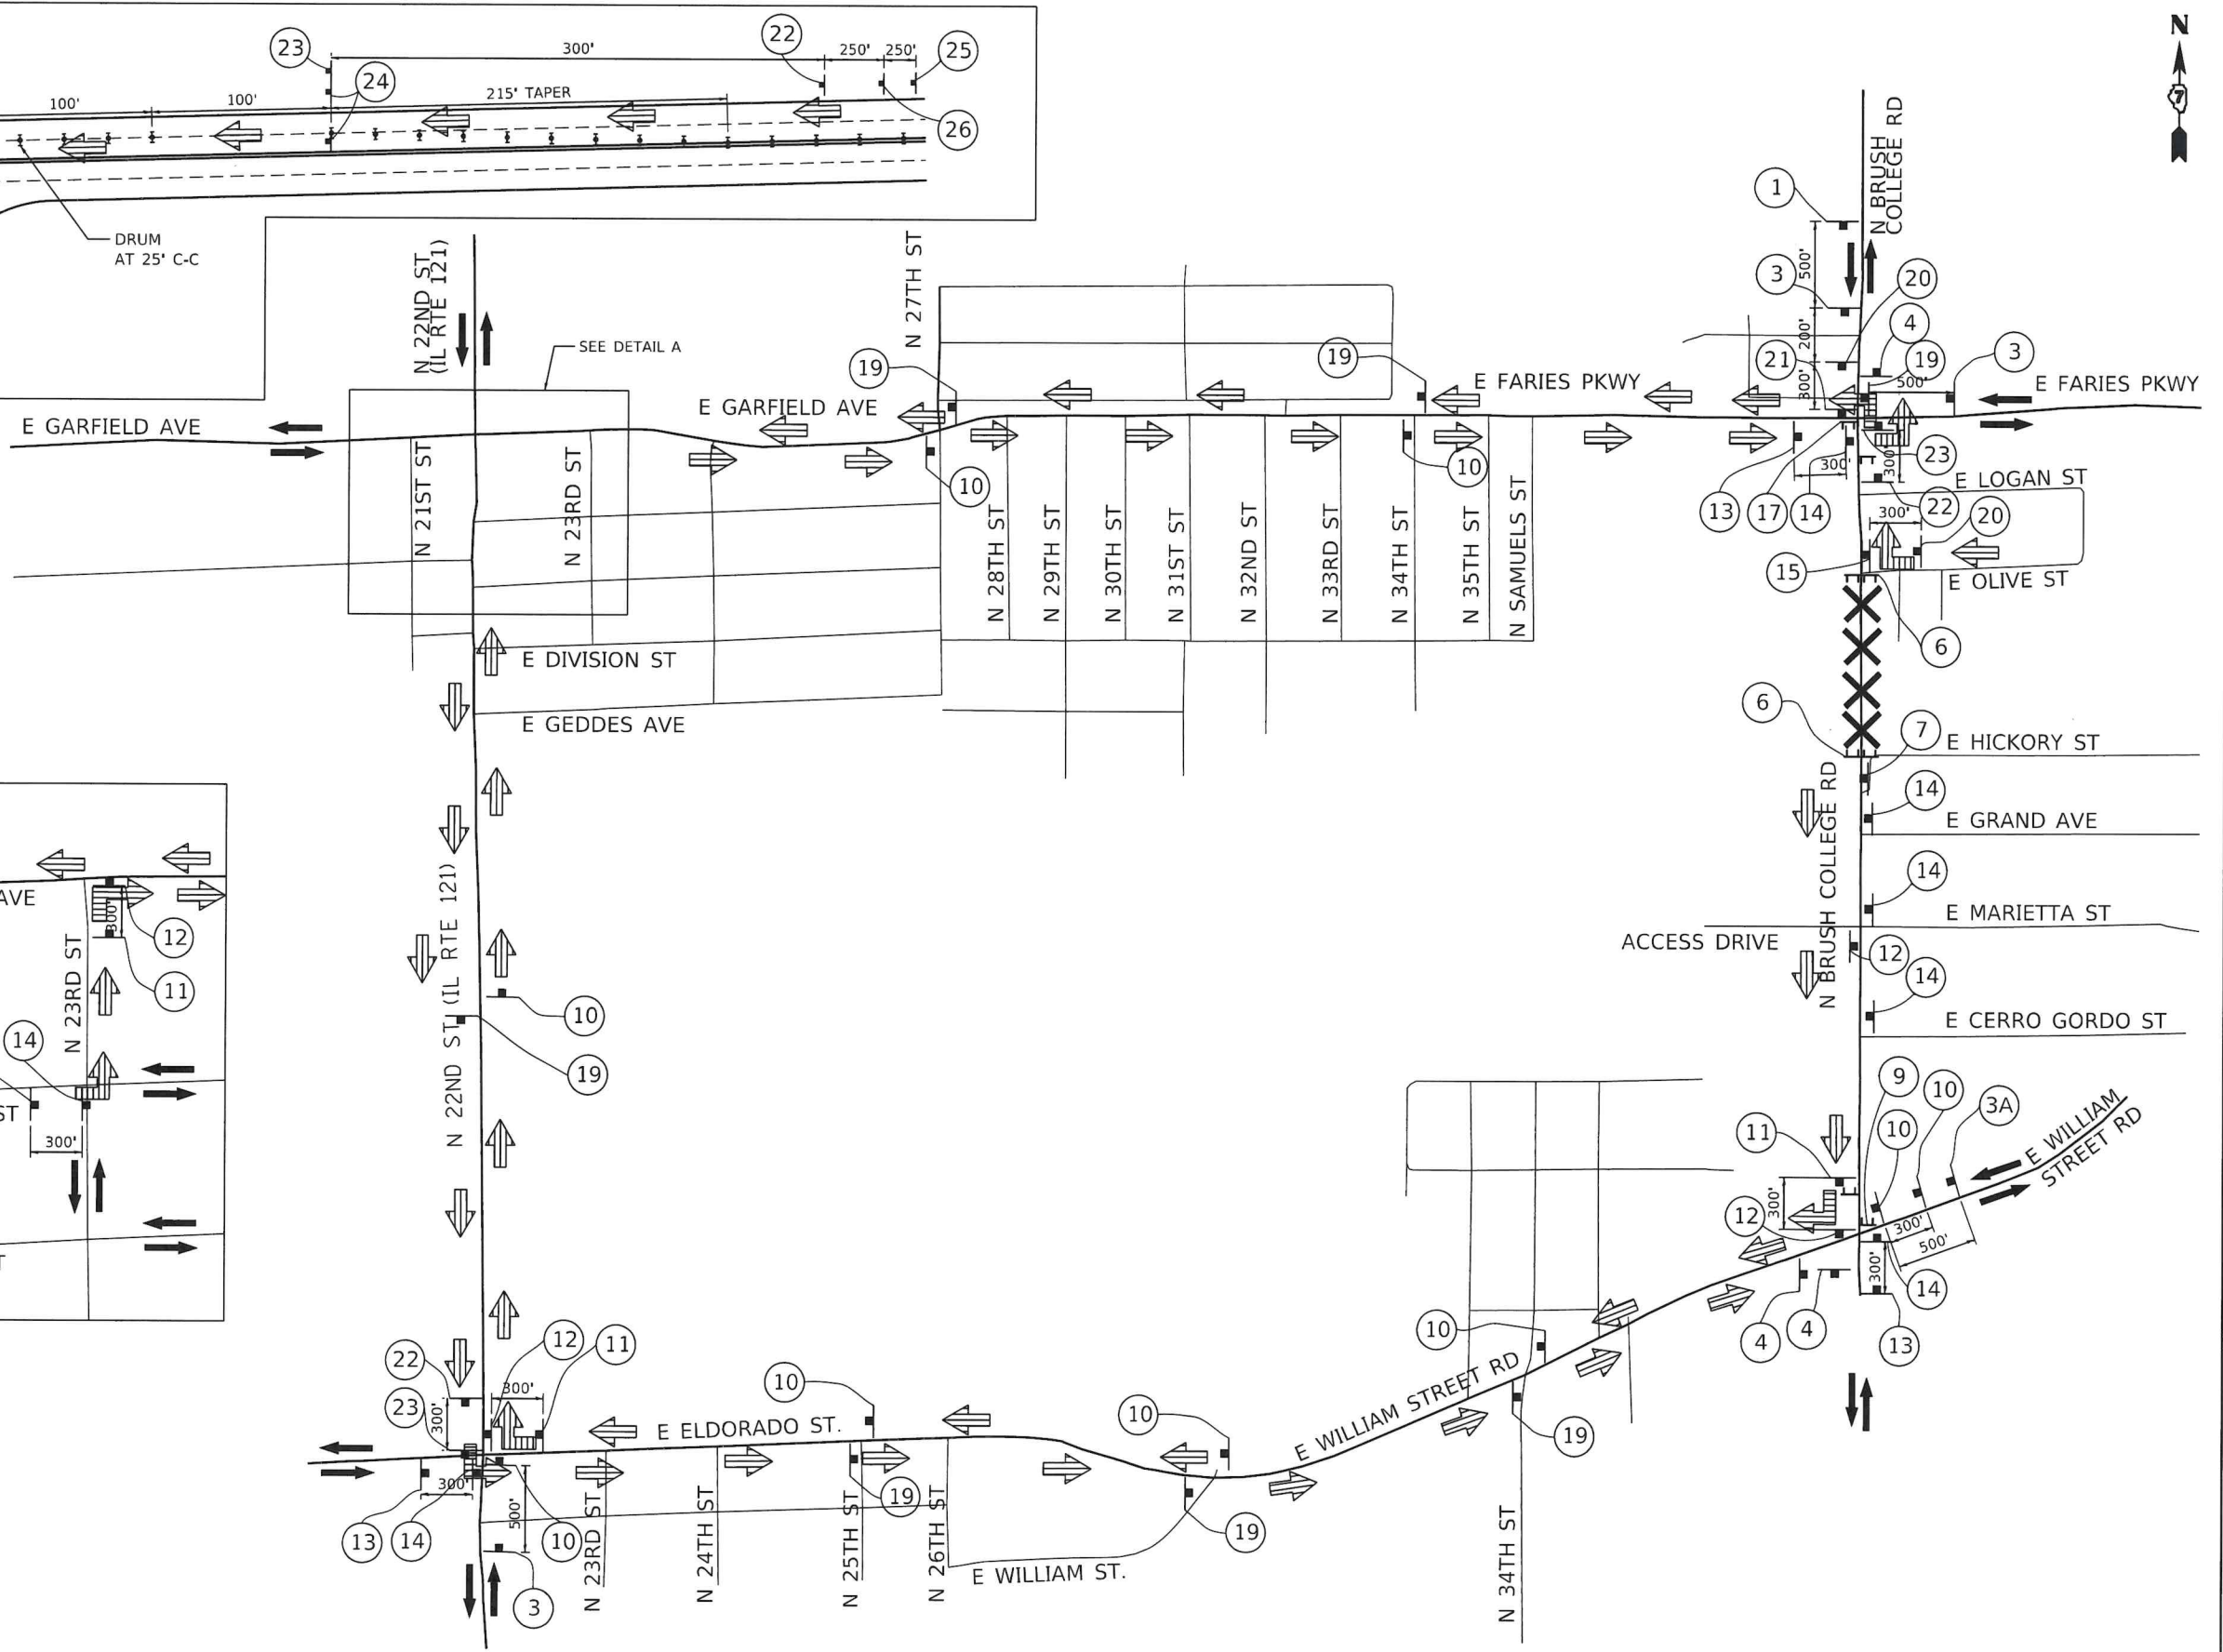 23
300'
22
250'
250'
25
24
100'
100'
215' TAPER
26
DRUM
AT 25' C-C
N
7
N BRUSH
COLLEGE RD
1
500'
3
20
200'
4
21
19
3
300'
500'
E FARIES PKWY
E FARIES PKWY
N 22ND ST
(IL RTE 121)
SEE DETAIL A
N 27TH ST
19
19
E GARFIELD AVE
E GARFIELD AVE
10
10
13
17
14
300'
300'
23
E LOGAN ST
22
300'
20
15
E OLIVE ST
6
N 21ST ST
N 23RD ST
N 28TH ST
N 29TH ST
N 30TH ST
N 31ST ST
N 32ND ST
N 33RD ST
N 34TH ST
N 35TH ST
N SAMUELS ST
E DIVISION ST
E GEDDES AVE
6
7
E HICKORY ST
14
E GRAND AVE
14
E MARIETTA ST
N BRUSH COLLEGE RD
ACCESS DRIVE
12
14
E CERRO GORDO ST
AVE
300'
12
11
N 23RD ST
14
ST
300'
T
N 22ND ST (IL RTE 121)
10
19
9
10
3A
10
11
E WILLIAM
STREET RD
300'
12
300'
500'
300'
14
4
4
13
10
E WILLIAM STREET RD
19
N 34TH ST
22
12
11
300'
300'
23
10
E ELDORADO ST.
10
300'
13
14
500'
10
19
19
3
N 23RD ST
N 24TH ST
N 25TH ST
N 26TH ST
E WILLIAM ST.